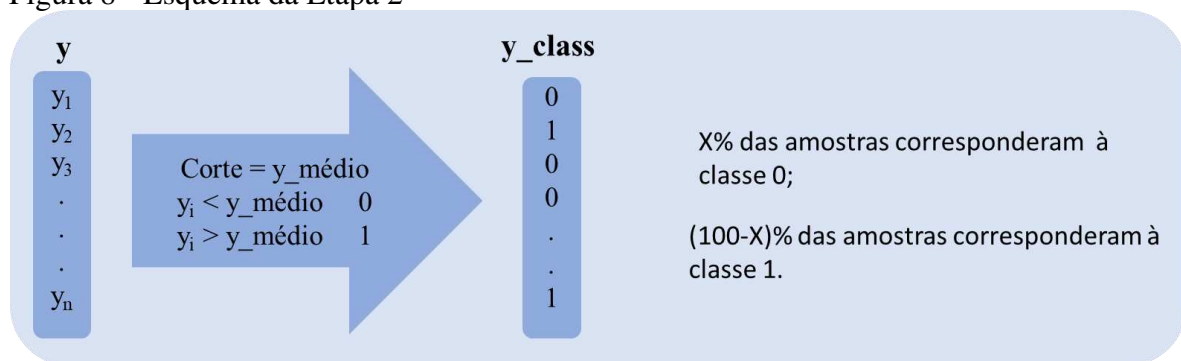 Figura 8 - Esquema da Etapa 2
y
y₁
y₂
y₃
.
.
.
yₙ
Corte = y_médio
yᵢ < y_médio 0
yᵢ > y_médio 1
y_class
0
1
0
0
.
.
1
X% das amostras corresponderam à
classe 0;
(100-X)% das amostras corresponderam à
classe 1.